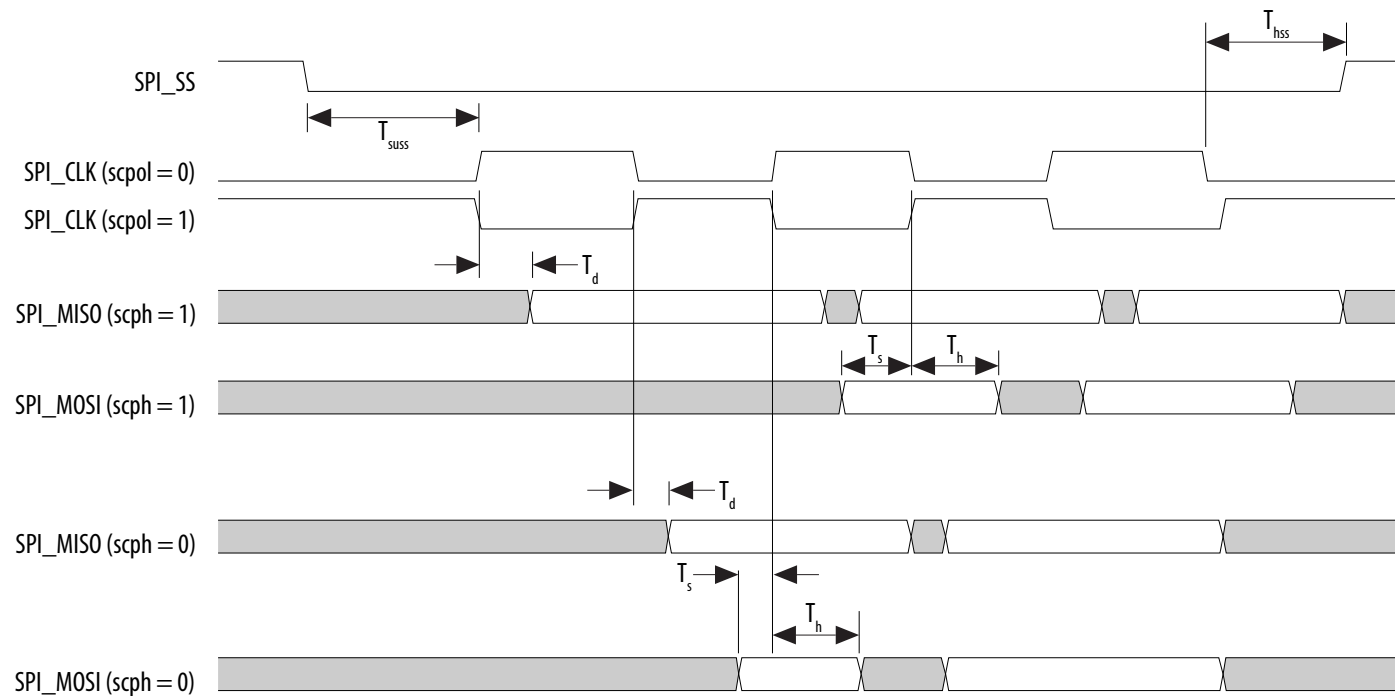 T_hss
SPI_SS
T_suss
SPI_CLK (scpol = 0)
SPI_CLK (scpol = 1)
T_d
SPI_MISO (scph = 1)
T_s T_h
SPI_MOSI (scph = 1)
T_d
SPI_MISO (scph = 0)
T_s
T_h
SPI_MOSI (scph = 0)